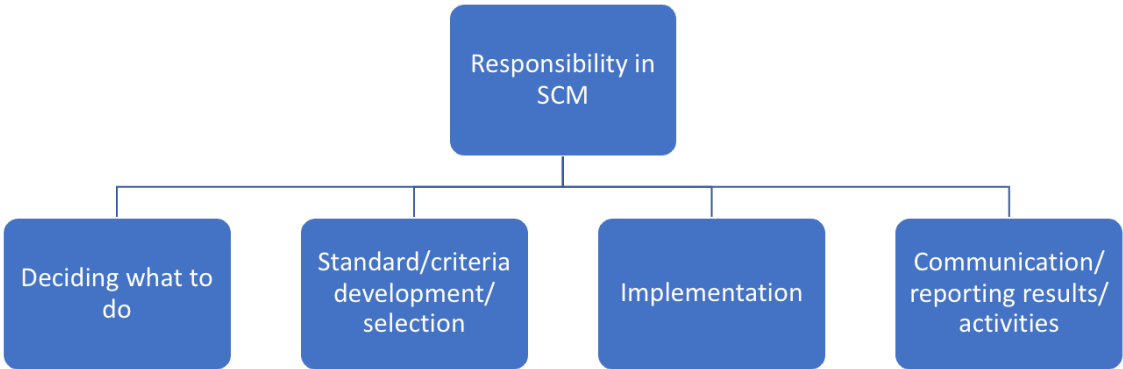 Responsibility in
SCM
Deciding what to
do
Standard/criteria
development/
selection
Implementation
Communication/
reporting results/
activities